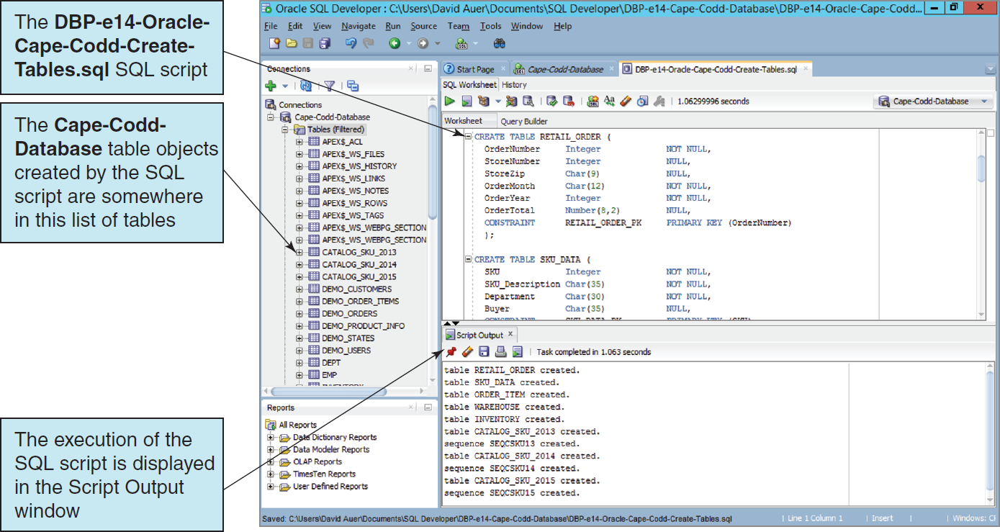 The DBP-e14-Oracle-
Cape-Codd-Create-
Tables.sql SQL script
The Cape-Codd-
Database table objects
created by the SQL
script are somewhere
in this list of tables
The execution of the
SQL script is displayed
in the Script Output
window
Oracle SQL Developer : C:\Users\David Auer\Documents\SQL Developer\DBP-e14-Cape-Codd-Database\DBP-e14-Oracle-Cape-Codd...
File Edit View Navigate Run Source Team Tools Window Help
Connections
Connections
Cape-Codd-Database
Tables (Filtered)
APEX$_ACL
APEX$_WS_FILES
APEX$_WS_HISTORY
APEX$_WS_LINKS
APEX$_WS_NOTES
APEX$_WS_ROWS
APEX$_WS_TAGS
APEX$_WS_WEBPG_SECTION
APEX$_WS_WEBPG_SECTION
CATALOG_SKU_2013
CATALOG_SKU_2014
CATALOG_SKU_2015
DEMO_CUSTOMERS
DEMO_ORDER_ITEMS
DEMO_ORDERS
DEMO_PRODUCT_INFO
DEMO_STATES
DEMO_USERS
DEPT
EMP
Reports
All Reports
Data Dictionary Reports
Data Modeler Reports
OLAP Reports
TimesTen Reports
User Defined Reports
Start Page Cape-Codd-Database DBP-e14-Oracle-Cape-Codd-Create-Tables.sql
SQL Worksheet History
1.06299996 seconds Cape-Codd-Database
Worksheet Query Builder
CREATE TABLE RETAIL_ORDER (
OrderNumber Integer NOT NULL,
StoreNumber Integer NULL,
StoreZip Char(9) NULL,
OrderMonth Char(12) NOT NULL,
OrderYear Integer NOT NULL,
OrderTotal Number(8,2) NULL,
CONSTRAINT RETAIL_ORDER_PK PRIMARY KEY (OrderNumber)
);
CREATE TABLE SKU_DATA (
SKU Integer NOT NULL,
SKU_Description Char(35) NOT NULL,
Department Char(30) NOT NULL,
Buyer Char(35) NULL,
Script Output
Task completed in 1.063 seconds
table RETAIL_ORDER created.
table SKU_DATA created.
table ORDER_ITEM created.
table WAREHOUSE created.
table INVENTORY created.
table CATALOG_SKU_2013 created.
sequence SEQCSKU13 created.
table CATALOG_SKU_2014 created.
sequence SEQCSKU14 created.
table CATALOG_SKU_2015 created.
sequence SEQCSKU15 created.
Saved: C:\Users\David Auer\Documents\SQL Developer\DBP-e14-Cape-Codd-Database\DBP-e14-Oracle-Cape-Codd-Create-Tables.sql | Line 1 Column 1 | Insert | | Windows: